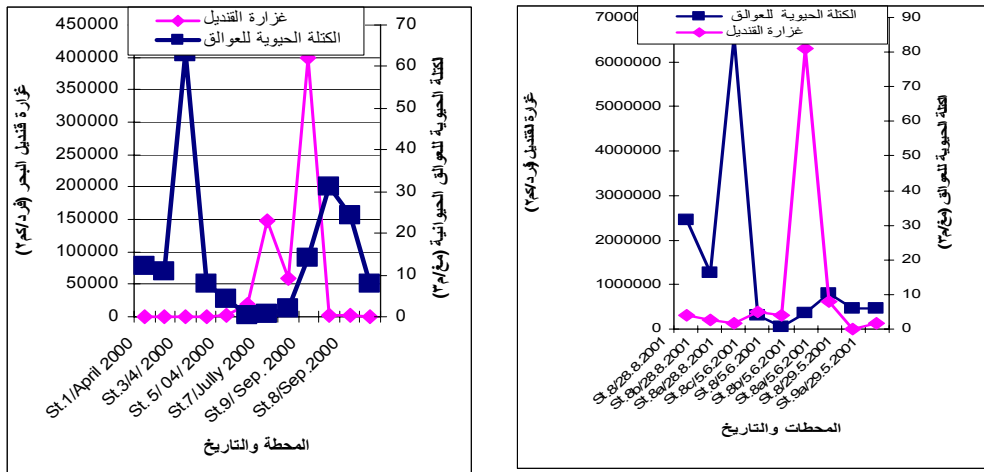 غزارة القنديل
الكتلة الحيوية للعوالق
غزارة قنديل البحر (فرد/كم٢)
450000
400000
350000
300000
250000
200000
150000
100000
50000
0
70
60
50
40
30
20
10
0
الكتلة الحيوية للعوالق الحيوانية (مغ/م٣)
St.1/April 2000
St.3/4/ 2000
St. 5/ 04/ 2000
St.7/Jully 2000
St.9/ Sep. 2000
St.8/Sep 2000
المحطة والتاريخ
الكتلة الحيوية للعوالق
غزارة القنديل
غزارة القنديل (فرد/كم٢)
7000000
6000000
5000000
4000000
3000000
2000000
1000000
0
90
80
70
60
50
40
30
20
10
0
الكتلة الحيوية للعوالق (مغ/م٣)
St.8/28.8.2001
St.8b/28.8.2001
St.8a/28.8.2001
St.8c/5.6.2001
St.8/5.6.2001
St.8b/5.6.2001
St.8a/5.6.2001
St.8/29.5.2001
St.9a/29.5.2001
المحطات والتاريخ